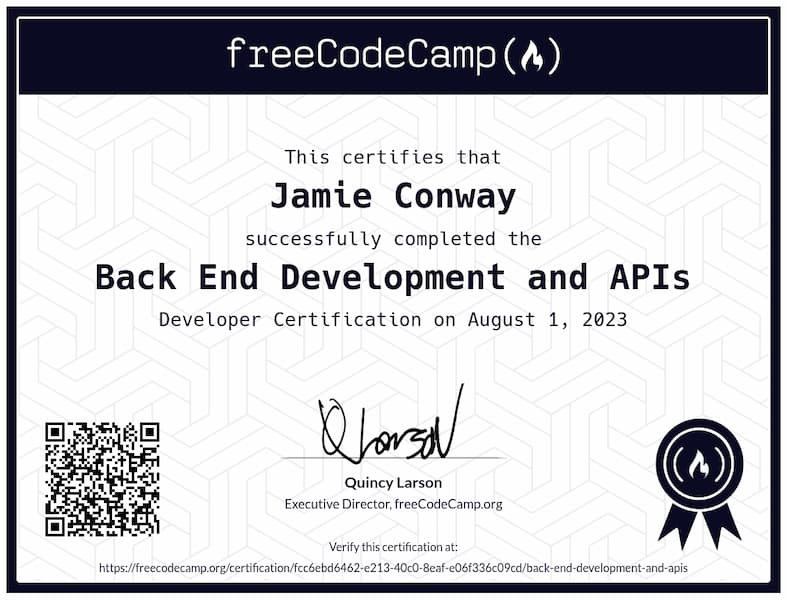 freeCodeCamp(🔥)
This certifies that
Jamie Conway
successfully completed the
Back End Development and APIs
Developer Certification on August 1, 2023
Q Larson
Quincy Larson
Executive Director, freeCodeCamp.org
Verify this certification at:
https://freecodecamp.org/certification/fcc6ebd6462-e213-40c0-8eaf-e06f336c09cd/back-end-development-and-apis